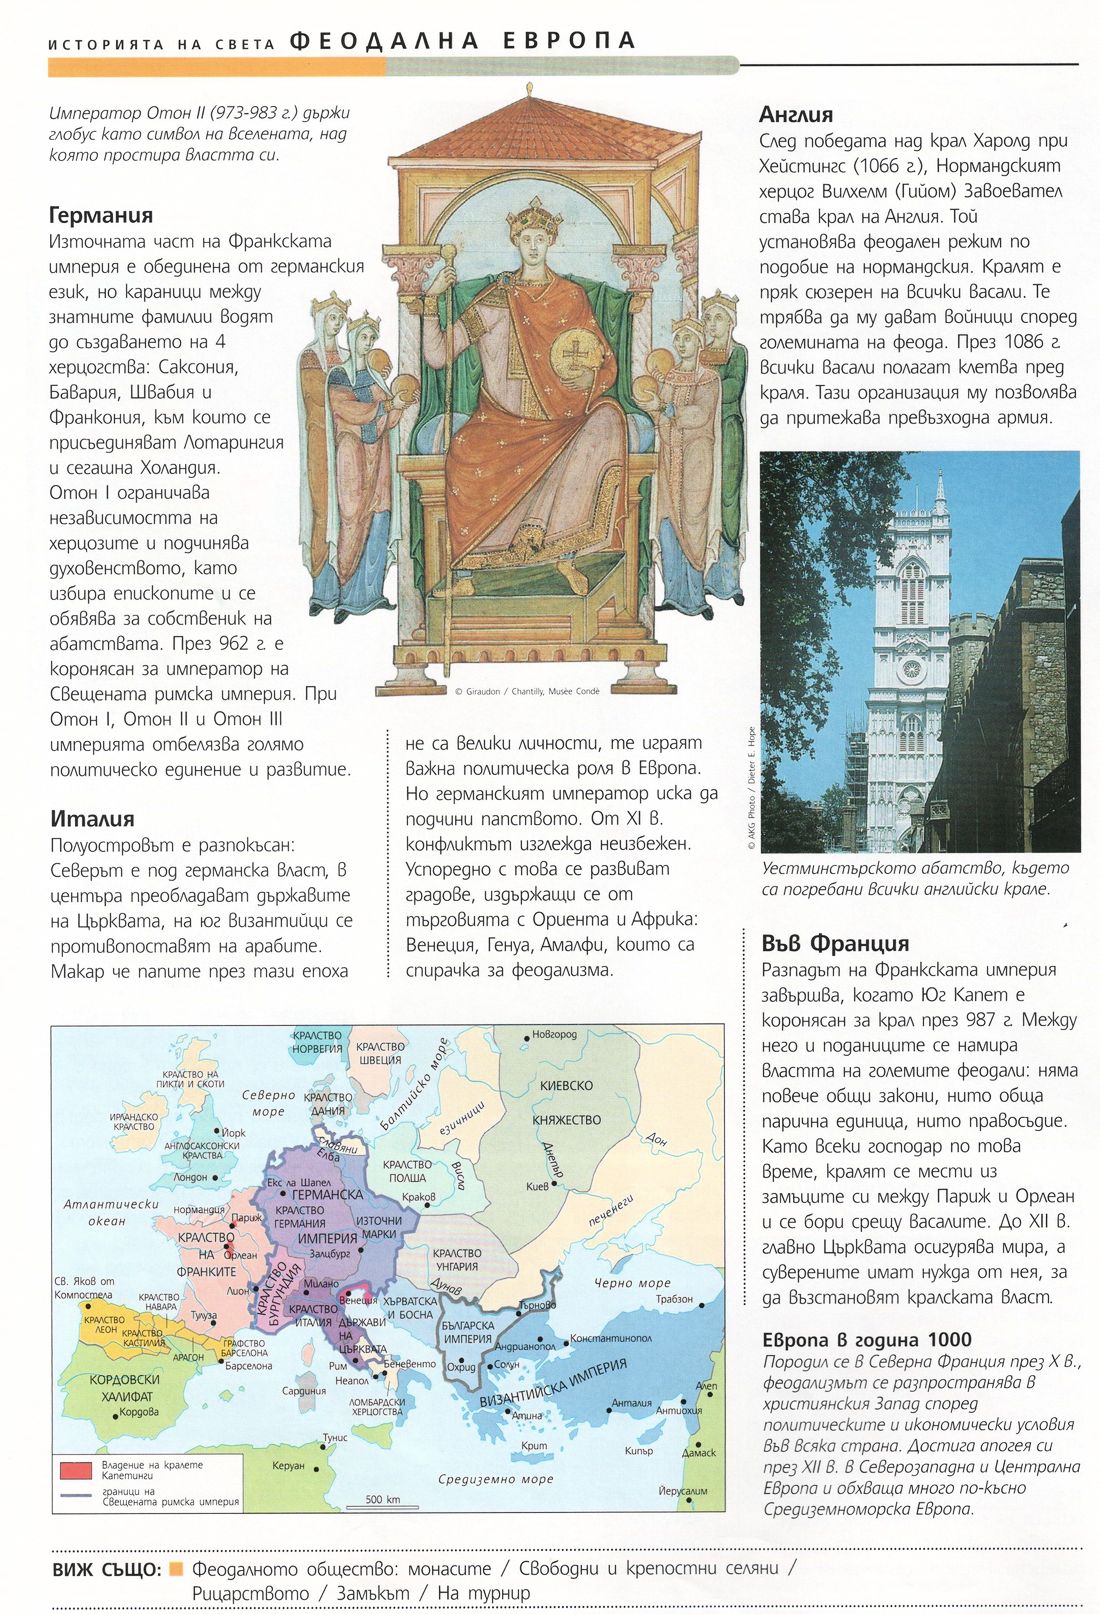 ИСТОРИЯТА НА СВЕТА ФЕОДАЛНА ЕВРОПА
Император Отон II (973-983 г.) държи
глобус като символ на вселената, над
която простира властта си.
Германия
Източната част на Франкската
империя е обединена от германския
език, но караници между
знатните фамилии водят
до създаването на 4
херцогства: Саксония,
Бавария, Швабия и
Франкония, към които се
присъединяват Лотарингия
и сегашна Холандия.
Отон I ограничава
независимостта на
херцозите и подчинява
духовенството, като
избира епископите и се
обявява за собственик на
абатствата. През 962 г. е
коронясан за император на
Свещената римска империя. При
Отон I, Отон II и Отон III
империята отбелязва голямо
политическо единение и развитие.
© Giraudon / Chantilly, Musèe Condè
Италия
Полуостровът е разпокъсан:
Северът е под германска власт, в
центъра преобладават държавите
на Църквата, на юг византийци се
противопоставят на арабите.
Макар че папите през тази епоха
не са велики личности, те играят
важна политическа роля в Европа.
Но германският император иска да
подчини папството. От XI в.
конфликтът изглежда неизбежен.
Успоредно с това се развиват
градове, издържащи се от
търговията с Ориента и Африка:
Венеция, Генуа, Амалфи, които са
спирачка за феодализма.
Англия
След победата над крал Харолд при
Хейстингс (1066 г.), Нормандският
херцог Вилхелм (Гийом) Завоевател
става крал на Англия. Той
установява феодален режим по
подобие на нормандския. Кралят е
пряк сюзерен на всички васали. Те
трябва да му дават войници според
големината на феода. През 1086 г.
всички васали полагат клетва пред
краля. Тази организация му позволява
да притежава превъзходна армия.
© AKG Photo / Dieter E. Hope
Уестминстърското абатство, където
са погребани всички английски крале.
Във Франция
Разпадът на Франкската империя
завършва, когато Юг Капет е
коронясан за крал през 987 г. Между
него и поданиците се намира
властта на големите феодали: няма
повече общи закони, нито обща
парична единица, нито правосъдие.
Като всеки господар по това
време, кралят се мести из
замъците си между Париж и Орлеан
и се бори срещу васалите. До XII в.
главно Църквата осигурява мира, а
суверените имат нужда от нея, за
да възстановят кралската власт.
Европа в година 1000
Породил се в Северна Франция през X в.,
феодализмът се разпространява в
християнския Запад според
политическите и икономически условия
във всяка страна. Достига апогея си
през XII в. в Северозападна и Централна
Европа и обхваща много по-късно
Средиземноморска Европа.
КРАЛСТВО
НОРВЕГИЯ
КРАЛСТВО
ШВЕЦИЯ
Новгород
КРАЛСТВО НА
ПИКТИ И СКОТИ
Северно
море
КРАЛСТВО
ДАНИЯ
Балтийско море
езичници
КИЕВСКО
КНЯЖЕСТВО
ИРЛАНДСКО
КРАЛСТВО
Йорк
АНГЛОСАКСОНСКИ
КРАЛСТВА
Лондон
славяни
Елба
КРАЛСТВО
ПОЛША
Висла
Краков
Днепър
Киев
Дон
печенеги
Атлантически
океан
Нормандия
Париж
Екс ла Шапел
ГЕРМАНСКА
ИМПЕРИЯ
КРАЛСТВО
ГЕРМАНИЯ
ИЗТОЧНИ
МАРКИ
Залцбург
КРАЛСТВО
НА
ФРАНКИТЕ
Орлеан
Лион
КРАЛСТВО
БУРГУНДИЯ
КРАЛСТВО
УНГАРИЯ
Дунав
Св. Яков от
Компостела
КРАЛСТВО
НАВАРА
КРАЛСТВО
ЛЕОН
КРАЛСТВО
КАСТИЛИЯ
АРАГОН
Тулуза
ГРАФСТВО
БАРСЕЛОНА
Барселона
Милано
Венеция
КРАЛСТВО
ИТАЛИЯ
ДЪРЖАВИ
НА
ЦЪРКВАТА
ХЪРВАТСКА
И БОСНА
БЪЛГАРСКА
ИМПЕРИЯ
Търново
Черно море
Трабзон
Константинопол
Андрианопол
Рим
Неапол
Беневенто
Охрид
Солун
ВИЗАНТИЙСКА ИМПЕРИЯ
КОРДОВСКИ
ХАЛИФАТ
Кордова
Сардиния
ЛОМБАРДСКИ
ХЕРЦОГСТВА
Атина
Анталия
Алеп
Антиохия
Тунис
Керуан
Крит
Кипър
Дамаск
Средиземно море
Йерусалим
Владение на кралете
Капетинги
граници на
Свещената римска империя
500 km
ВИЖ СЪЩО: Феодалното общество: монасите / Свободни и крепостни селяни /
Рицарството / Замъкът / На турнир